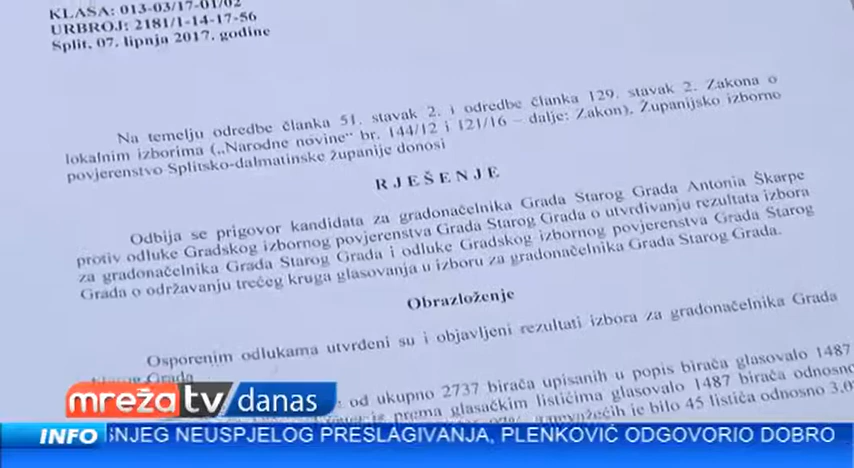 KLASA: 013-03/17-01/02
URBROJ: 2181/1-14-17-56
Split, 07. lipnja 2017. godine
Na temelju odredbe članka 51. stavak 2. i odredbe članka 129. stavak 2. Zakona o
lokalnim izborima („Narodne novine“ br. 144/12 i 121/16 – dalje: Zakon), Županijsko izborno
povjerenstvo Splitsko-dalmatinske županije donosi
RJEŠENJE
Odbija se prigovor kandidata za gradonačelnika Grada Starog Grada Antonia Škarpe
protiv odluke Gradskog izbornog povjerenstva Grada Starog Grada o utvrđivanju rezultata izbora
za gradonačelnika Grada Starog Grada i odluke Gradskog izbornog povjerenstva Grada Starog
Grada o održavanju trećeg kruga glasovanja u izboru za gradonačelnika Grada Starog Grada.
Obrazloženje
Osporenim odlukama utvrđeni su i objavljeni rezultati izbora za gradonačelnika Grada
Grada
od ukupno 2737 birača upisanih u popis birača glasovalo 1487
prema glasačkim listićima glasovalo 1487 birača odnosno
je bilo 45 listića odnosno 3.0
mreža tv danas
INFO NJEG NEUSPJELOG PRESLAGIVANJA, PLENKOVIĆ ODGOVORIO DOBRO